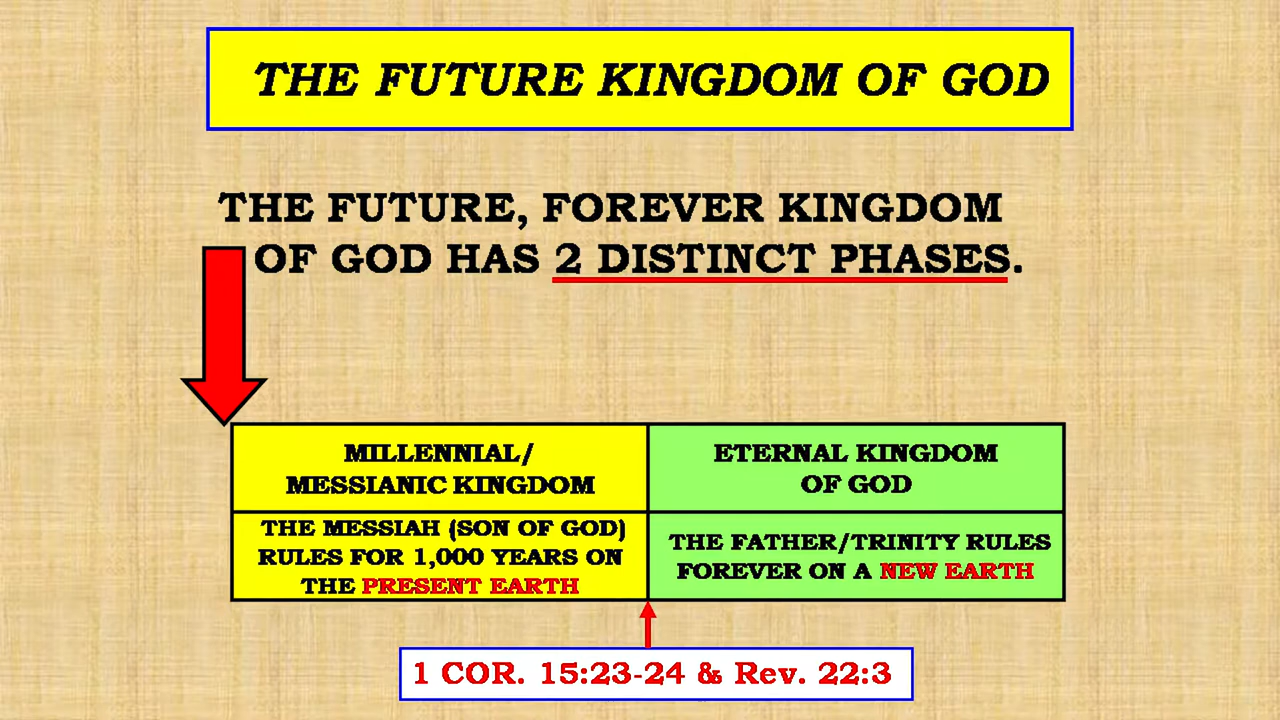 THE FUTURE KINGDOM OF GOD
THE FUTURE, FOREVER KINGDOM
OF GOD HAS 2 DISTINCT PHASES.
MILLENNIAL/
MESSIANIC KINGDOM
ETERNAL KINGDOM
OF GOD
THE MESSIAH (SON OF GOD)
RULES FOR 1,000 YEARS ON
THE PRESENT EARTH
THE FATHER/TRINITY RULES
FOREVER ON A NEW EARTH
1 COR. 15:23-24 & Rev. 22:3